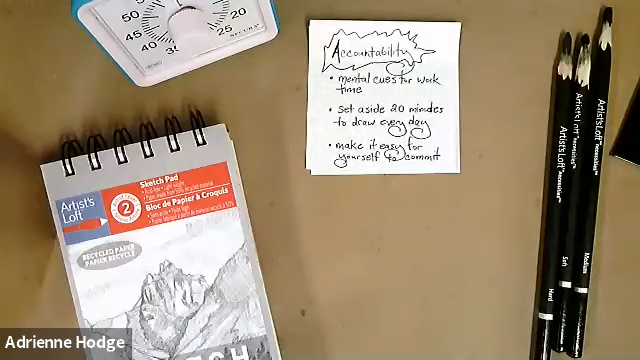 50
45
40
35
25
20
SECURA
Accountability
• mental cues for work
time
• set aside 20 minutes
to draw every day
• make it easy for
yourself to commit
Artist's
Loft
2
Sketch Pad
Bloc de Papier à Croquis
RECYCLED PAPER
PAPIER RECYCLÉ
Artist's Loft
Hard
Artist's Loft
Soft
Artist's Loft
Medium
Adrienne Hodge